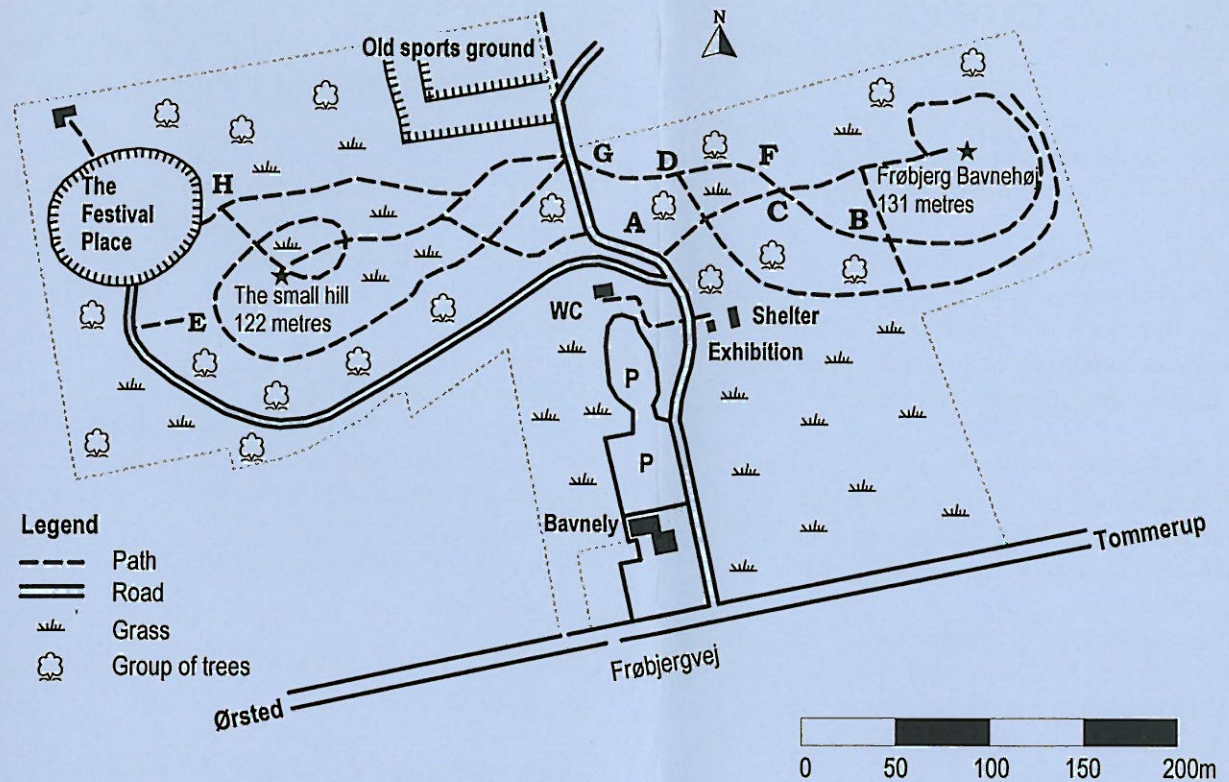 N
Old sports ground
The
Festival
Place
H
G
D
F
A
C
B
E
Frøbjerg Bavnehøj
131 metres
The small hill
122 metres
WC
Shelter
Exhibition
P
P
Bavnely
Legend
Path
Road
Grass
Group of trees
Tommerup
Frøbjergvej
Ørsted
0 50 100 150 200m